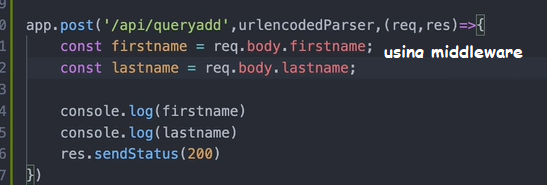 app.post('/api/queryadd',urlencodedParser,(req,res)=>{
const firstname = req.body.firstname; using middleware
const lastname = req.body.lastname;
console.log(firstname)
console.log(lastname)
res.sendStatus(200)
})